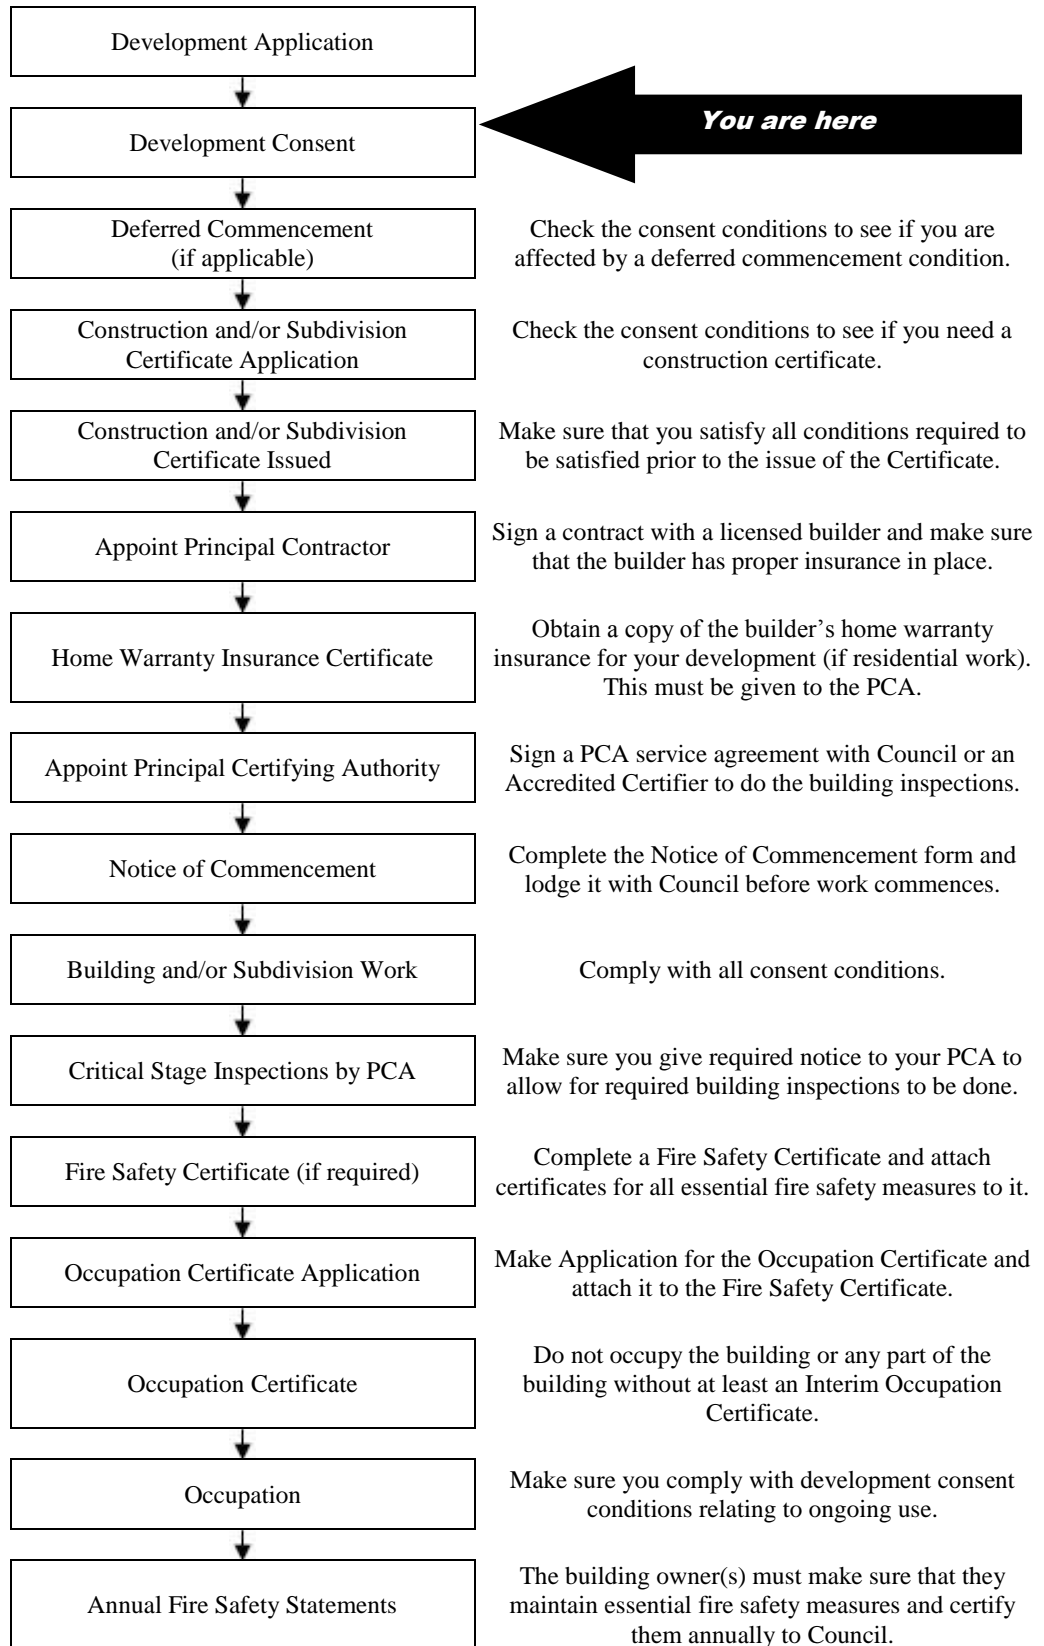 Development Application
Development Consent
You are here
Deferred Commencement
(if applicable)
Check the consent conditions to see if you are
affected by a deferred commencement condition.
Construction and/or Subdivision
Certificate Application
Check the consent conditions to see if you need a
construction certificate.
Construction and/or Subdivision
Certificate Issued
Make sure that you satisfy all conditions required to
be satisfied prior to the issue of the Certificate.
Appoint Principal Contractor
Sign a contract with a licensed builder and make sure
that the builder has proper insurance in place.
Home Warranty Insurance Certificate
Obtain a copy of the builder’s home warranty
insurance for your development (if residential work).
This must be given to the PCA.
Appoint Principal Certifying Authority
Sign a PCA service agreement with Council or an
Accredited Certifier to do the building inspections.
Notice of Commencement
Complete the Notice of Commencement form and
lodge it with Council before work commences.
Building and/or Subdivision Work
Comply with all consent conditions.
Critical Stage Inspections by PCA
Make sure you give required notice to your PCA to
allow for required building inspections to be done.
Fire Safety Certificate (if required)
Complete a Fire Safety Certificate and attach
certificates for all essential fire safety measures to it.
Occupation Certificate Application
Make Application for the Occupation Certificate and
attach it to the Fire Safety Certificate.
Occupation Certificate
Do not occupy the building or any part of the
building without at least an Interim Occupation
Certificate.
Occupation
Make sure you comply with development consent
conditions relating to ongoing use.
Annual Fire Safety Statements
The building owner(s) must make sure that they
maintain essential fire safety measures and certify
them annually to Council.